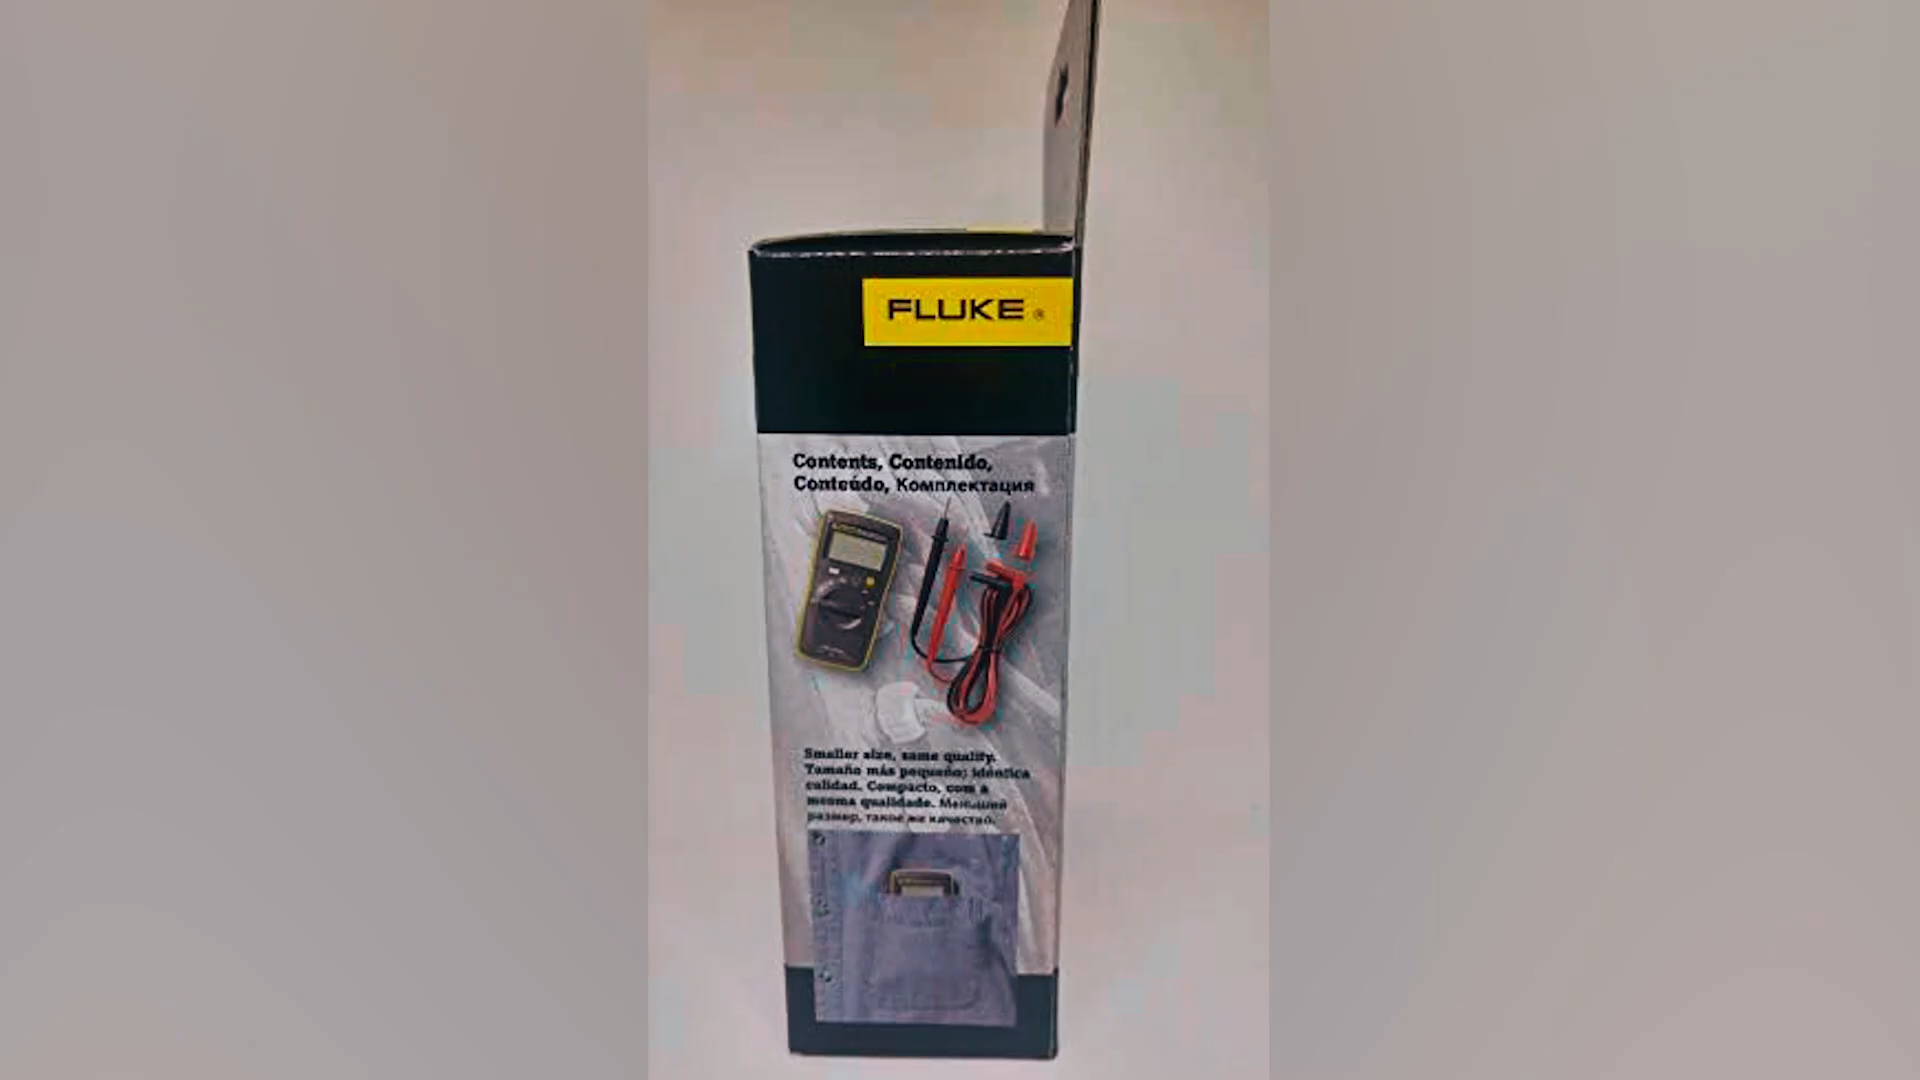 FLUKE ®
Contents, Contenido,
Conteúdo, Комплектация
Smaller size, same quality.
Tamaño más pequeño; idéntica
calidad. Compacto, com a
mesma qualidade. Меньший
размер, такое же качество.